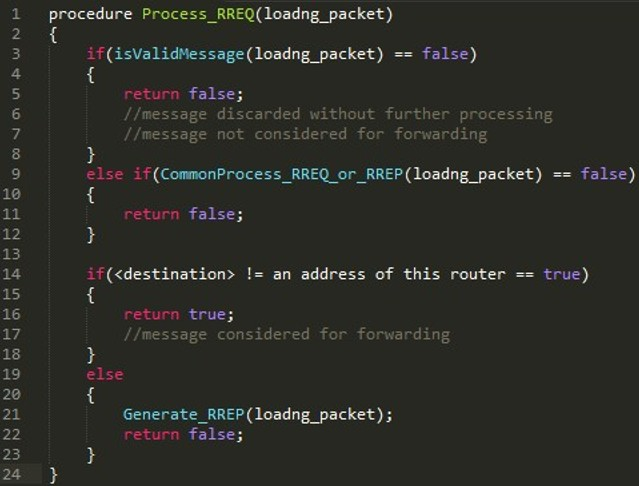 1 procedure Process_RREQ(loadng_packet)
2 {
3 if(isValidMessage(loadng_packet) == false)
4 {
5 return false;
6 //message discarded without further processing
7 //message not considered for forwarding
8 }
9 else if(CommonProcess_RREQ_or_RREP(loadng_packet) == false)
10 {
11 return false;
12 }
13
14 if(<destination> != an address of this router == true)
15 {
16 return true;
17 //message considered for forwarding
18 }
19 else
20 {
21 Generate_RREP(loadng_packet);
22 return false;
23 }
24 }